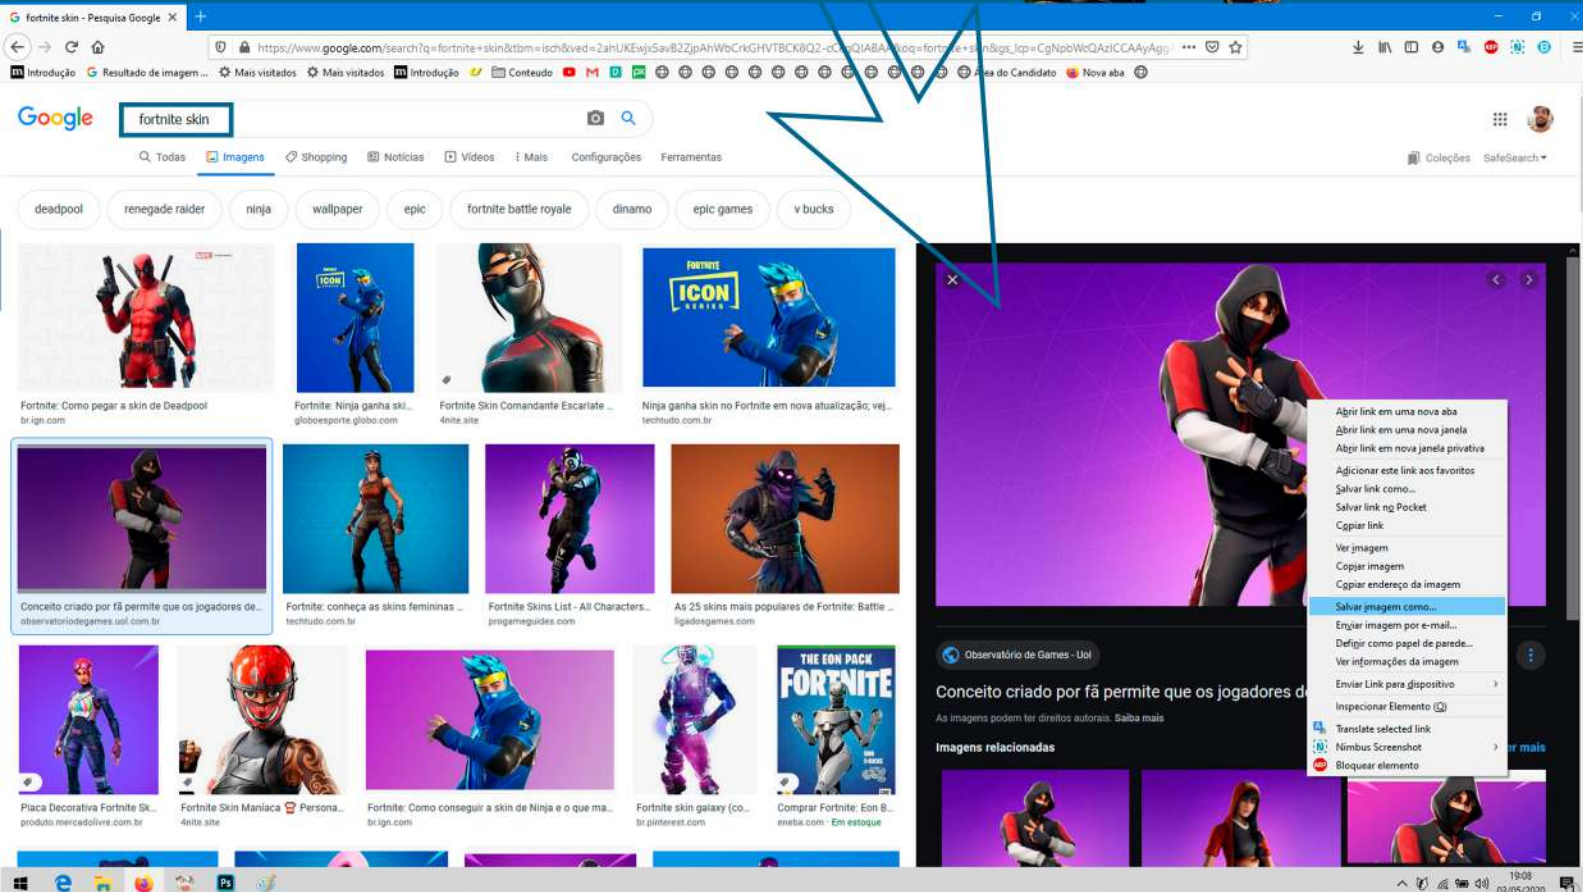 fortnite skin - Pesquisa Google
https://www.google.com/search?q=fortnite+skin&tbm=isch&ved=
Introdução Resultado de imagem ... Mais visitados Mais visitados Introdução Conteudo Área do Candidato Nova aba
Google
fortnite skin
Todas Imagens Shopping Notícias Vídeos Mais Configurações Ferramentas
Coleções SafeSearch
deadpool renegade raider ninja wallpaper epic fortnite battle royale dinamo epic games v bucks
ICON
FORTNITE
ICON
SERIES
Fortnite: Como pegar a skin de Deadpool
br.ign.com
Fortnite: Ninja ganha ski...
globoesporte.globo.com
Fortnite Skin Comandante Escarlate ...
4nite.site
Ninja ganha skin no Fortnite em nova atualização; vej...
techtudo.com.br
Conceito criado por fã permite que os jogadores de...
observatoriodegames.uol.com.br
Fortnite: conheça as skins femininas ...
techtudo.com.br
Fortnite Skins List - All Characters...
progameguides.com
As 25 skins mais populares de Fortnite: Battle ...
ligadosgames.com
THE EON PACK
FORTNITE
Placa Decorativa Fortnite Sk...
produto.mercadolivre.com.br
Fortnite Skin Maníaca Persona...
4nite.site
Fortnite: Como conseguir a skin de Ninja e o que ma...
br.ign.com
Fortnite skin galaxy (co...
br.pinterest.com
Comprar Fortnite: Eon B...
eneba.com · Em estoque
Observatório de Games - Uol
Conceito criado por fã permite que os jogadores d
As imagens podem ter direitos autorais. Saiba mais
Imagens relacionadas
er mais
Abrir link em uma nova aba
Abrir link em uma nova janela
Abrir link em nova janela privativa
Adicionar este link aos favoritos
Salvar link como...
Salvar link no Pocket
Copiar link
Ver imagem
Copiar imagem
Copiar endereço da imagem
Salvar imagem como...
Enviar imagem por e-mail...
Definir como papel de parede...
Ver informações da imagem
Enviar Link para dispositivo
Inspecionar Elemento (Q)
Translate selected link
Nimbus Screenshot
Bloquear elemento
19:08
03/05/2020